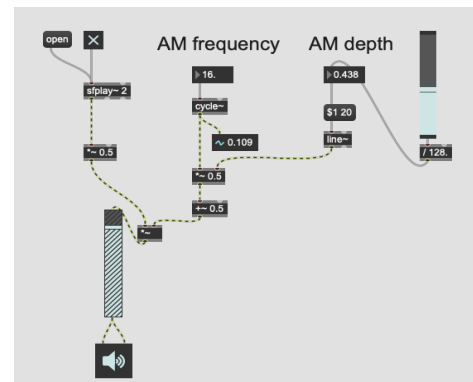 open
AM frequency
AM depth
16.
0.438
sfplay~ 2
cycle~
$1 20
0.109
line~
*~ 0.5
/ 128.
*~ 0.5
+~ 0.5
*~